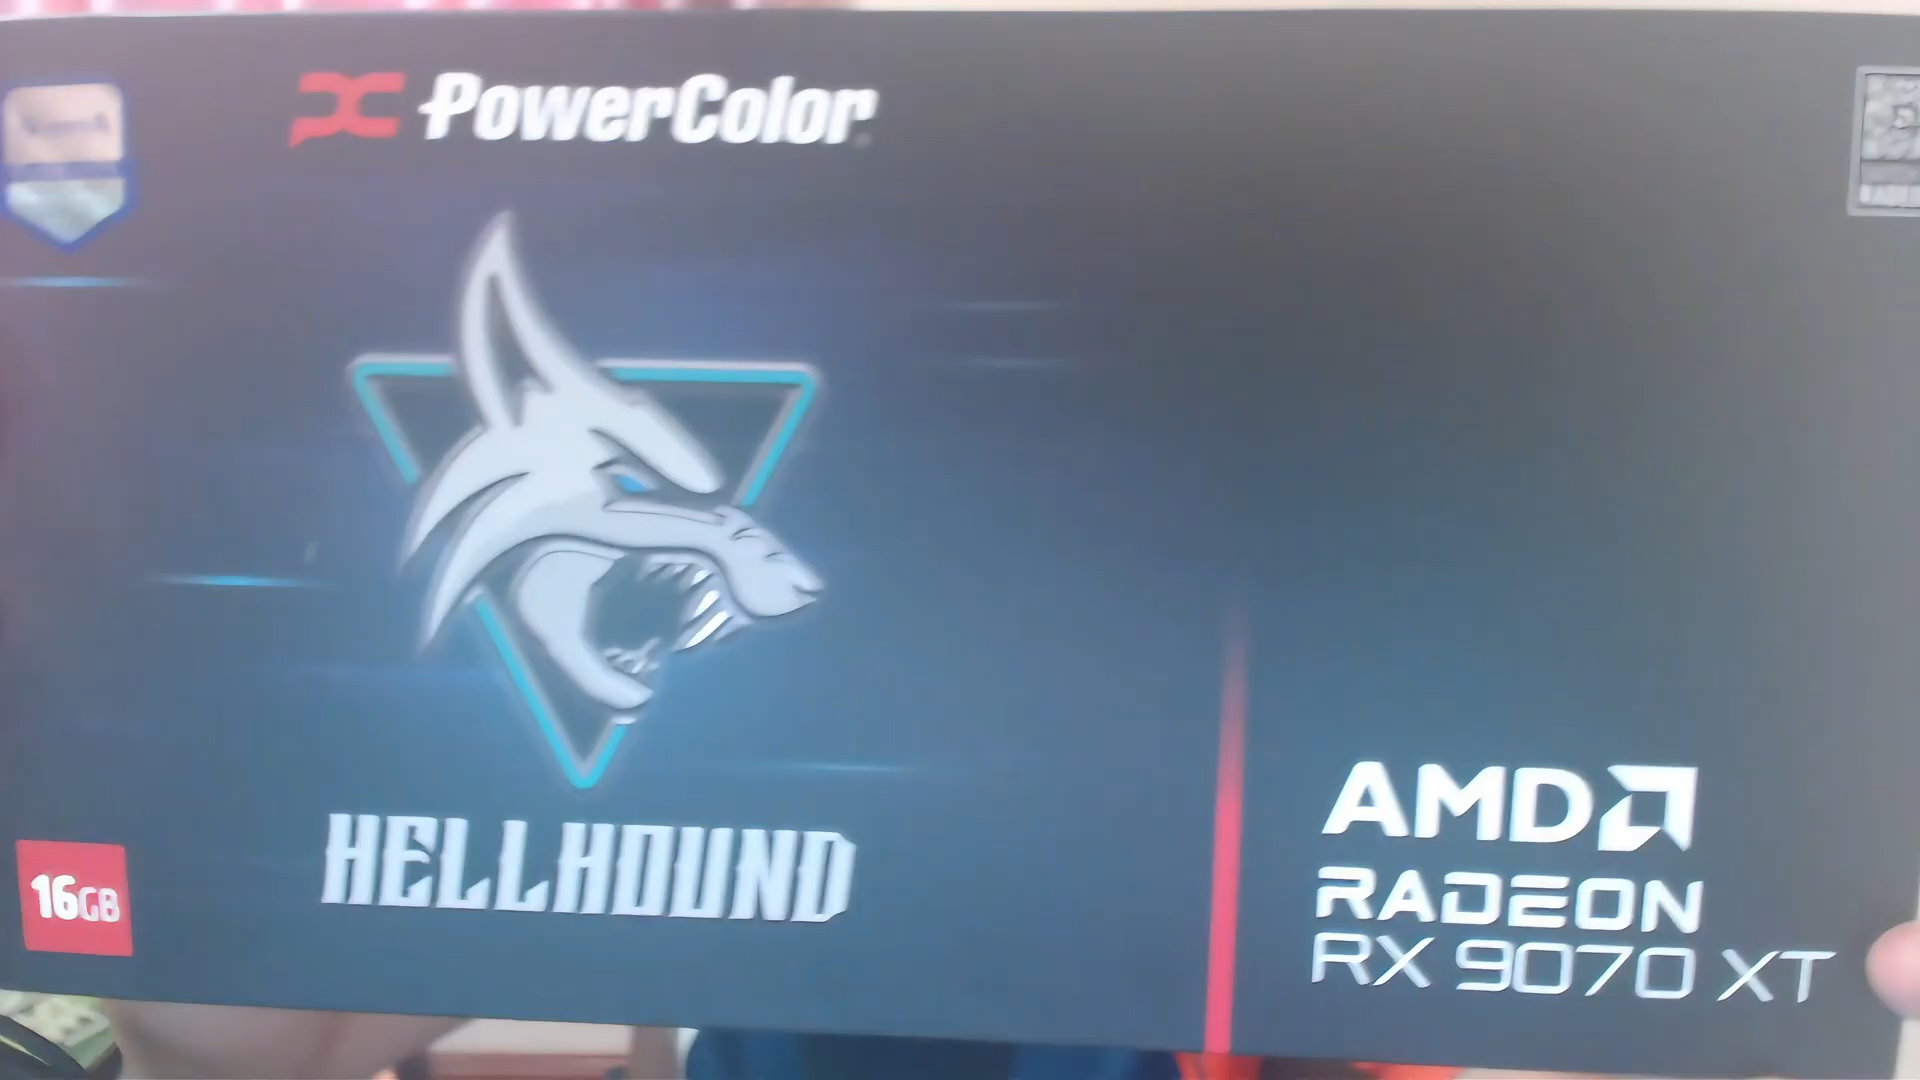 PowerColor
HELLHOUND
16GB
AMD
RADEON
RX 9070 XT